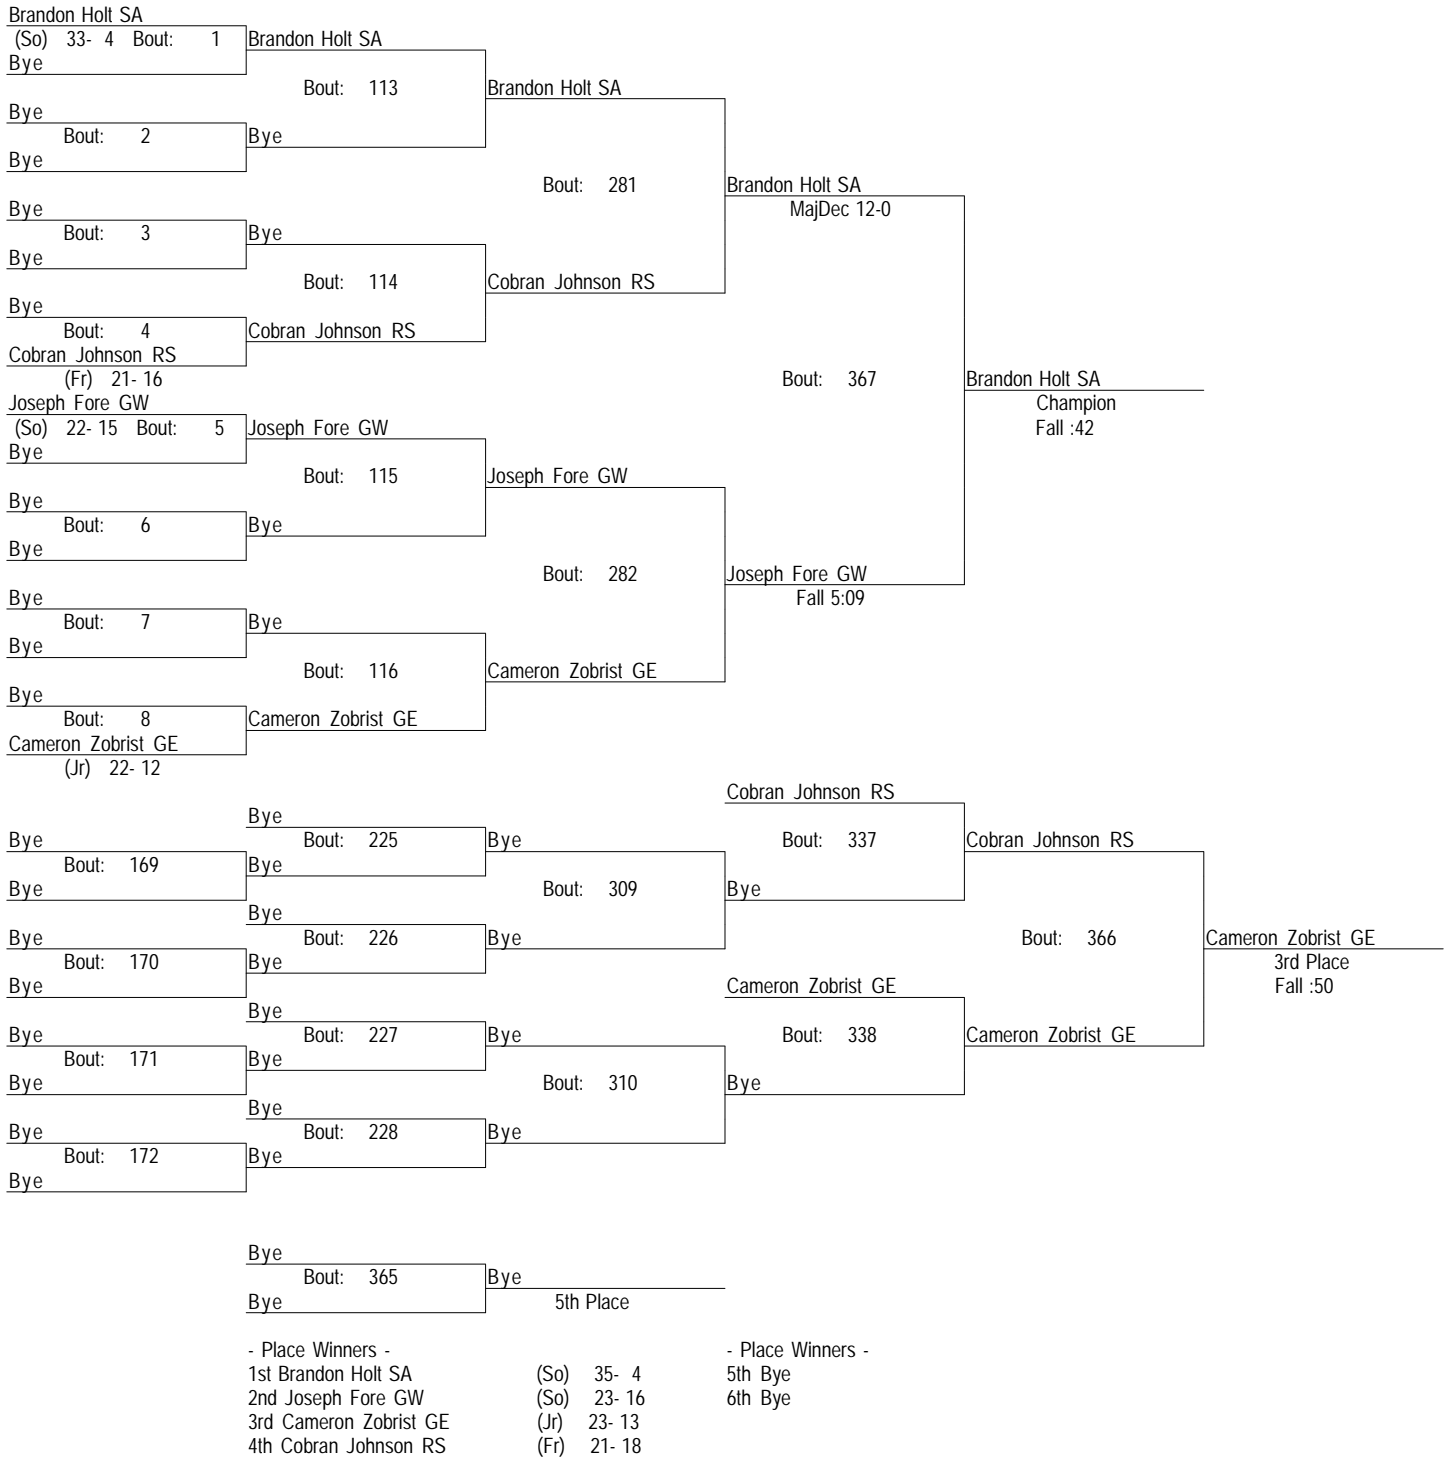 Brandon Holt SA
(So) 33- 4 Bout: 1 Brandon Holt SA
Bye
Bout: 113 Brandon Holt SA
Bye
Bout: 2 Bye
Bye
Bout: 281 Brandon Holt SA
Bye MajDec 12-0
Bout: 3 Bye
Bye
Bout: 114 Cobran Johnson RS
Bye
Bout: 4 Cobran Johnson RS
Cobran Johnson RS
(Fr) 21- 16 Bout: 367 Brandon Holt SA
Joseph Fore GW Champion
(So) 22- 15 Bout: 5 Joseph Fore GW Fall :42
Bye
Bout: 115 Joseph Fore GW
Bye
Bout: 6 Bye
Bye
Bout: 282 Joseph Fore GW
Bye Fall 5:09
Bout: 7 Bye
Bye
Bout: 116 Cameron Zobrist GE
Bye
Bout: 8 Cameron Zobrist GE
Cameron Zobrist GE
(Jr) 22- 12
Cobran Johnson RS
Bye
Bye Bout: 225 Bye Bout: 337 Cobran Johnson RS
Bout: 169 Bye
Bye Bout: 309 Bye
Bye
Bye Bout: 226 Bye Bout: 366 Cameron Zobrist GE
Bout: 170 Bye 3rd Place
Bye Cameron Zobrist GE Fall :50
Bye
Bye Bout: 227 Bye Bout: 338 Cameron Zobrist GE
Bout: 171 Bye
Bye Bout: 310 Bye
Bye
Bye Bout: 228 Bye
Bout: 172 Bye
Bye
Bye
Bout: 365 Bye
Bye 5th Place
- Place Winners - - Place Winners -
1st Brandon Holt SA (So) 35- 4 5th Bye
2nd Joseph Fore GW (So) 23- 16 6th Bye
3rd Cameron Zobrist GE (Jr) 23- 13
4th Cobran Johnson RS (Fr) 21- 18